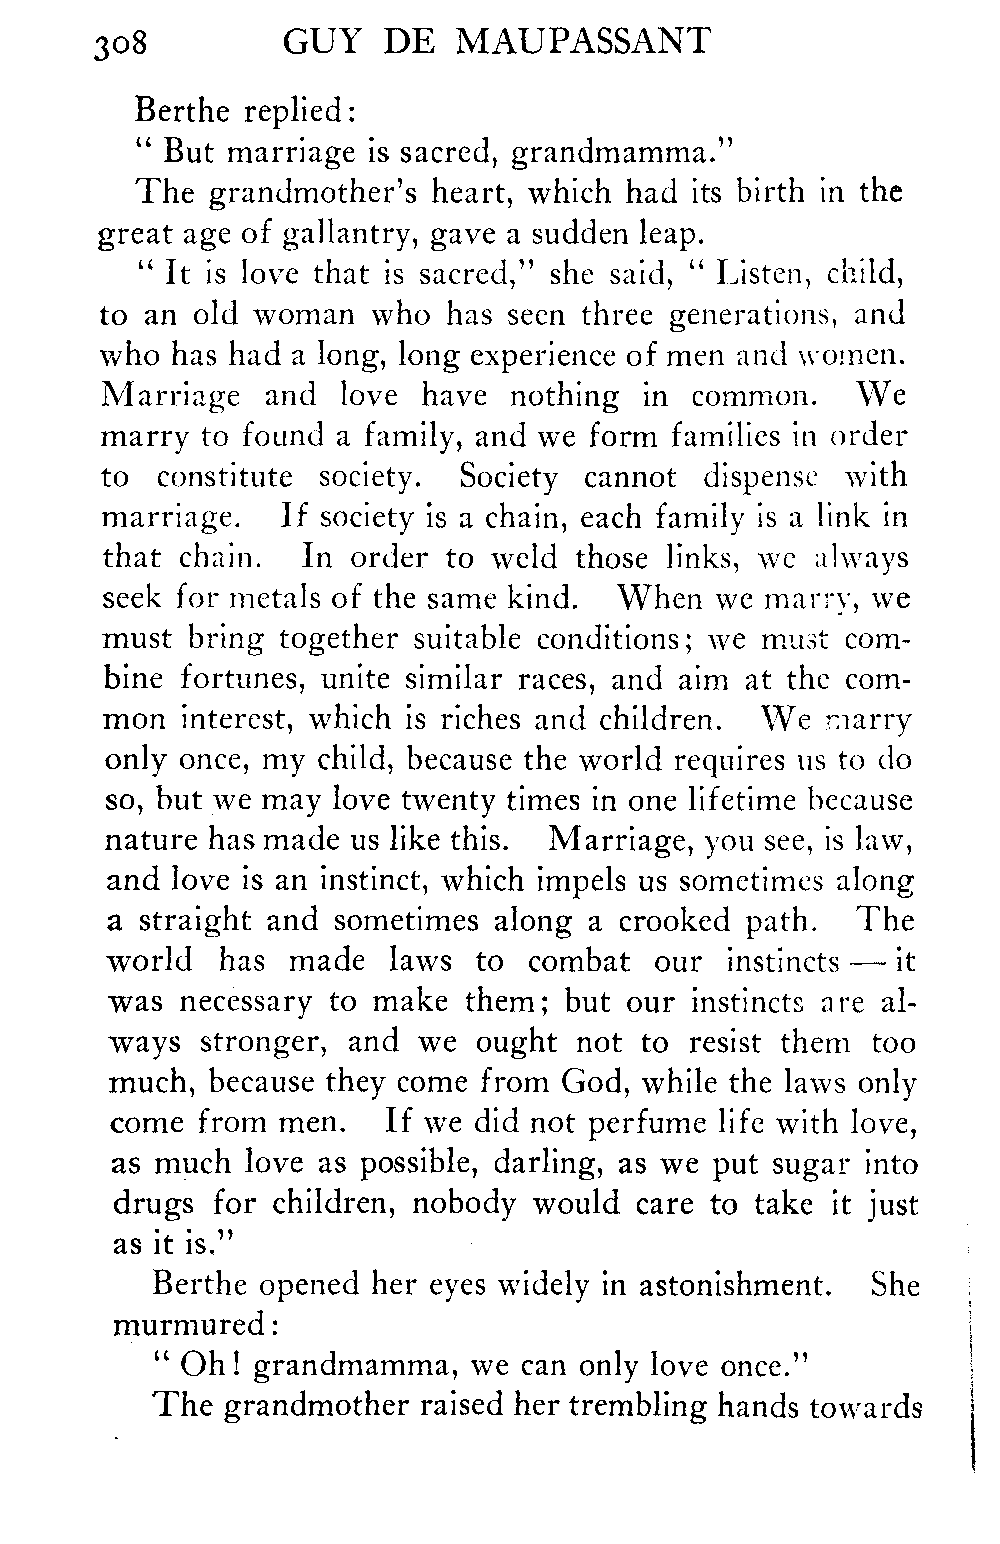 308 GUY DE MAUPASSANT
Berthe replied:
“ But marriage is sacred, grandmamma.”
The grandmother’s heart, which had its birth in the
great age of gallantry, gave a sudden leap.
“ It is love that is sacred,” she said, “ Listen, child,
to an old woman who has seen three generations, and
who has had a long, long experience of men and women.
Marriage and love have nothing in common. We
marry to found a family, and we form families in order
to constitute society. Society cannot dispense with
marriage. If society is a chain, each family is a link in
that chain. In order to weld those links, we always
seek for metals of the same kind. When we marry, we
must bring together suitable conditions; we must com-
bine fortunes, unite similar races, and aim at the com-
mon interest, which is riches and children. We marry
only once, my child, because the world requires us to do
so, but we may love twenty times in one lifetime because
nature has made us like this. Marriage, you see, is law,
and love is an instinct, which impels us sometimes along
a straight and sometimes along a crooked path. The
world has made laws to combat our instincts — it
was necessary to make them; but our instincts are al-
ways stronger, and we ought not to resist them too
much, because they come from God, while the laws only
come from men. If we did not perfume life with love,
as much love as possible, darling, as we put sugar into
drugs for children, nobody would care to take it just
as it is.”
Berthe opened her eyes widely in astonishment. She
murmured:
“ Oh! grandmamma, we can only love once.”
The grandmother raised her trembling hands towards